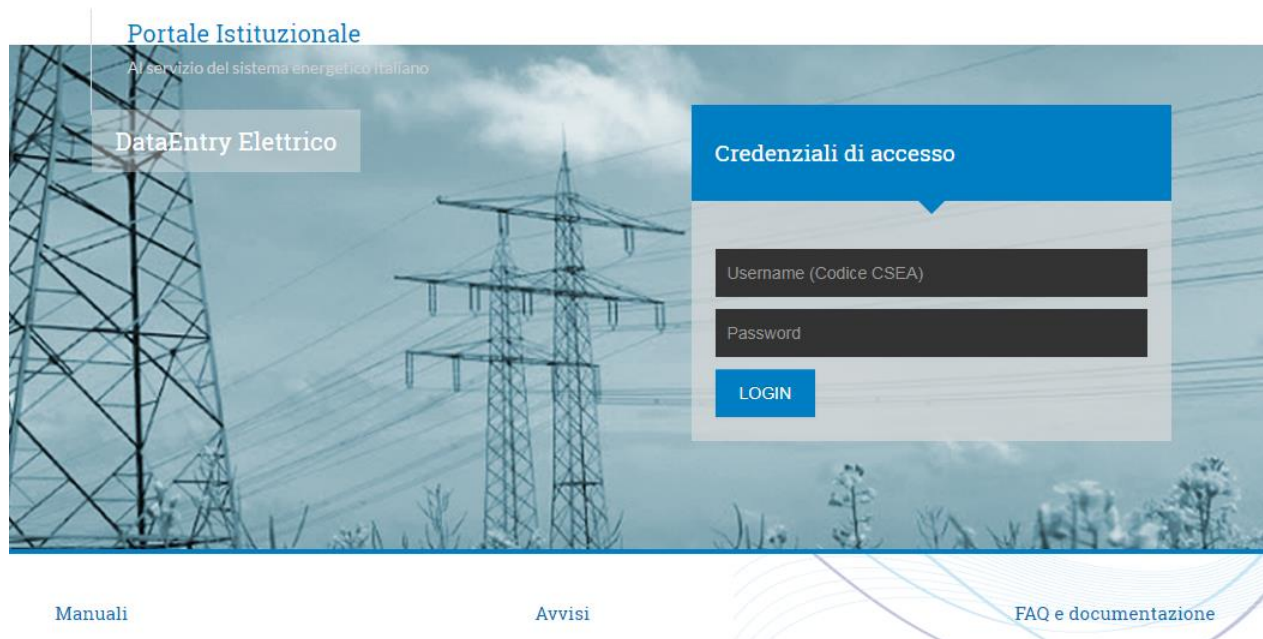 Portale Istituzionale
Al servizio del sistema energetico italiano
DataEntry Elettrico
Credenziali di accesso
Username (Codice CSEA)
Password
LOGIN
Manuali
Avvisi
FAQ e documentazione